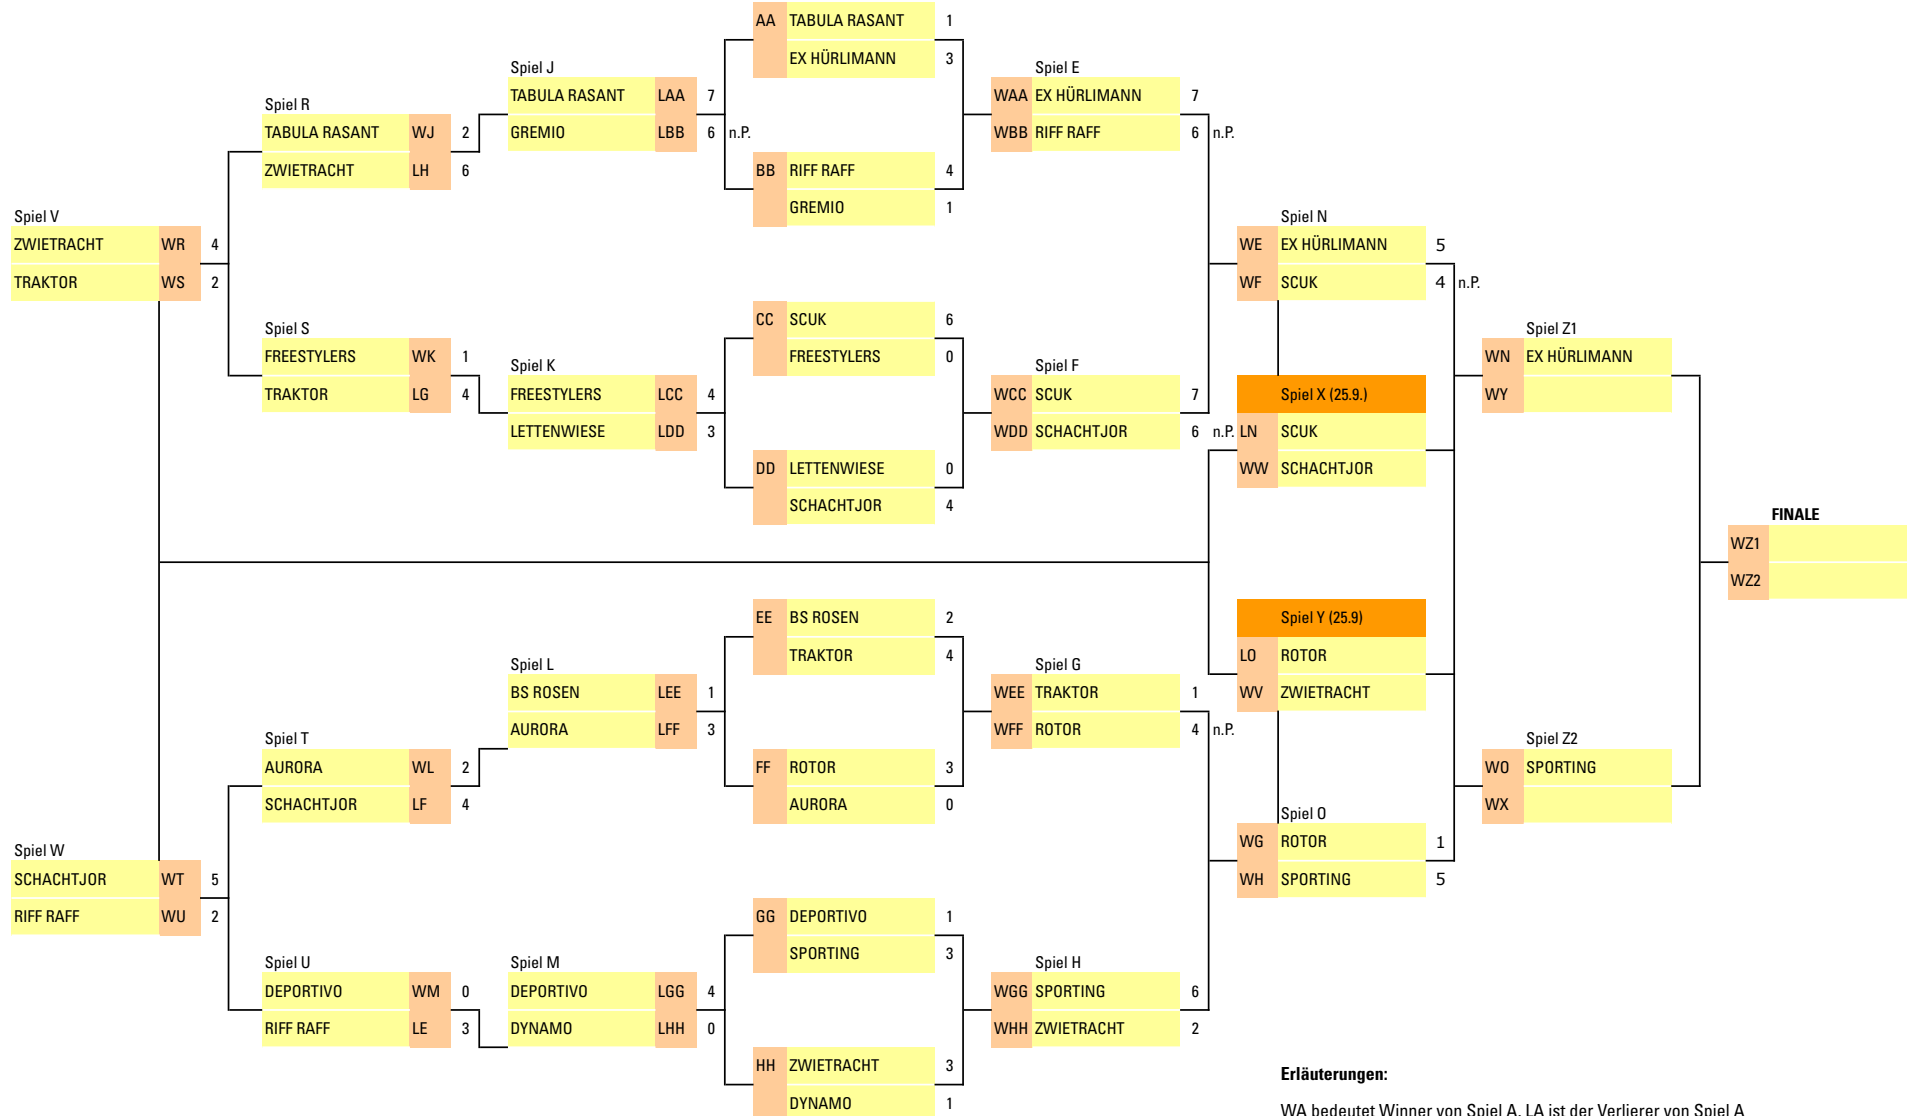 AA TABULA RASANT 1
EX HÜRLIMANN 3
Spiel J
TABULA RASANT LAA 7
GREMIO LBB 6 n.P.
Spiel E
WAA EX HÜRLIMANN 7
WBB RIFF RAFF 6 n.P.
Spiel R
TABULA RASANT WJ 2
ZWIETRACHT LH 6
BB RIFF RAFF 4
GREMIO 1
Spiel V
ZWIETRACHT WR 4
TRAKTOR WS 2
Spiel N
WE EX HÜRLIMANN 5
WF SCUK 4 n.P.
CC SCUK 6
FREESTYLERS 0
Spiel S
FREESTYLERS WK 1
TRAKTOR LG 4
Spiel Z1
WN EX HÜRLIMANN
WY
Spiel K
FREESTYLERS LCC 4
LETTENWIESE LDD 3
Spiel F
WCC SCUK 7
WDD SCHACHTJOR 6 n.P.
Spiel X (25.9.)
LN SCUK
WW SCHACHTJOR
DD LETTENWIESE 0
SCHACHTJOR 4
FINALE
WZ1
WZ2
EE BS ROSEN 2
TRAKTOR 4
Spiel Y (25.9)
LO ROTOR
WV ZWIETRACHT
Spiel L
BS ROSEN LEE 1
AURORA LFF 3
Spiel G
WEE TRAKTOR 1
WFF ROTOR 4 n.P.
Spiel T
AURORA WL 2
SCHACHTJOR LF 4
FF ROTOR 3
AURORA 0
Spiel Z2
WO SPORTING
WX
Spiel O
WG ROTOR 1
WH SPORTING 5
Spiel W
SCHACHTJOR WT 5
RIFF RAFF WU 2
GG DEPORTIVO 1
SPORTING 3
Spiel U
DEPORTIVO WM 0
RIFF RAFF LE 3
Spiel M
DEPORTIVO LGG 4
DYNAMO LHH 0
Spiel H
WGG SPORTING 6
WHH ZWIETRACHT 2
HH ZWIETRACHT 3
DYNAMO 1
Erläuterungen:
WA bedeutet Winner von Spiel A, LA ist der Verlierer von Spiel A